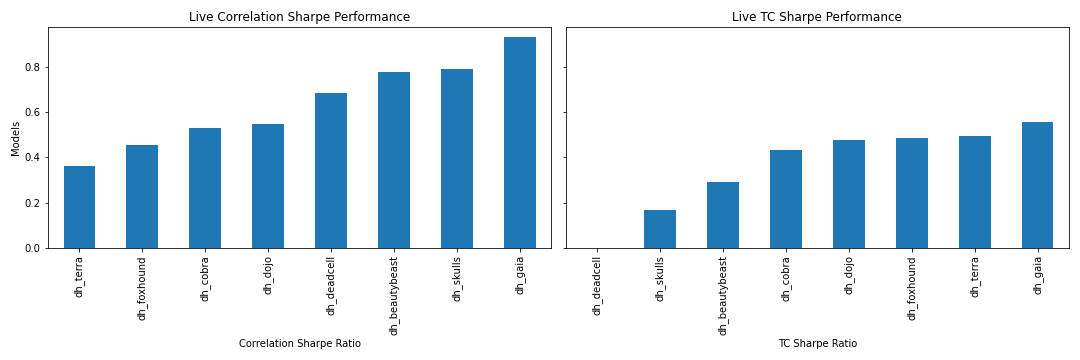 Live Correlation Sharpe Performance
Models
0.8
0.6
0.4
0.2
0.0
dh_terra
dh_foxhound
dh_cobra
dh_dojo
dh_deadcell
dh_beautybeast
dh_skulls
dh_gaia
Correlation Sharpe Ratio
Live TC Sharpe Performance
dh_deadcell
dh_skulls
dh_beautybeast
dh_cobra
dh_dojo
dh_foxhound
dh_terra
dh_gaia
TC Sharpe Ratio